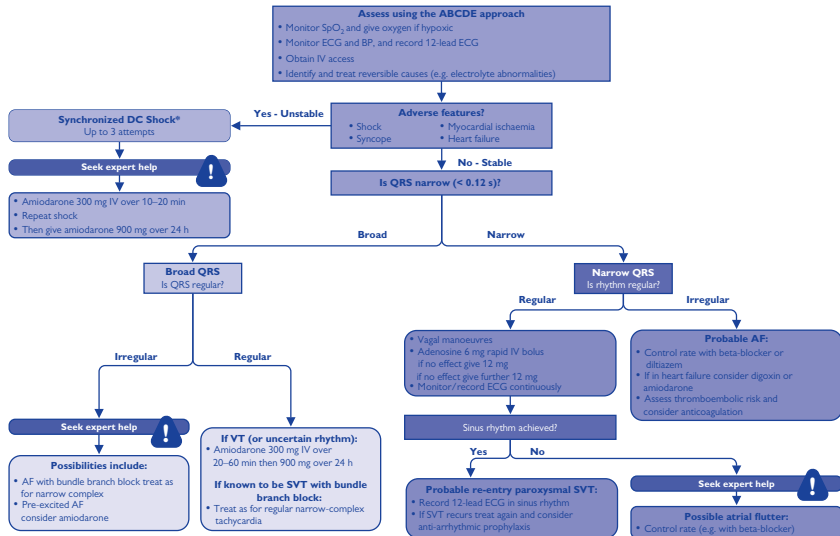 Assess using the ABCDE approach
• Monitor SpO2 and give oxygen if hypoxic
• Monitor ECG and BP, and record 12-lead ECG
• Obtain IV access
• Identify and treat reversible causes (e.g. electrolyte abnormalities)
Synchronized DC Shock*
Up to 3 attempts
Yes - Unstable
Adverse features?
• Shock
• Syncope
• Myocardial ischaemia
• Heart failure
Seek expert help
!
• Amiodarone 300 mg IV over 10–20 min
• Repeat shock
• Then give amiodarone 900 mg over 24 h
No - Stable
Is QRS narrow (< 0.12 s)?
Broad
Narrow
Broad QRS
Is QRS regular?
Narrow QRS
Is rhythm regular?
Irregular
Regular
Regular
Irregular
Seek expert help
!
Possibilities include:
• AF with bundle branch block treat as
for narrow complex
• Pre-excited AF
consider amiodarone
If VT (or uncertain rhythm):
• Amiodarone 300 mg IV over
20–60 min then 900 mg over 24 h
If known to be SVT with bundle
branch block:
• Treat as for regular narrow-complex
tachycardia
• Vagal manoeuvres
• Adenosine 6 mg rapid IV bolus
if no effect give 12 mg
if no effect give further 12 mg
• Monitor/record ECG continuously
Probable AF:
• Control rate with beta-blocker or
diltiazem
• If in heart failure consider digoxin or
amiodarone
• Assess thromboembolic risk and
consider anticoagulation
Sinus rhythm achieved?
Yes
No
Probable re-entry paroxysmal SVT:
• Record 12-lead ECG in sinus rhythm
• If SVT recurs treat again and consider
anti-arrhythmic prophylaxis
Seek expert help
!
Possible atrial flutter:
• Control rate (e.g. with beta-blocker)